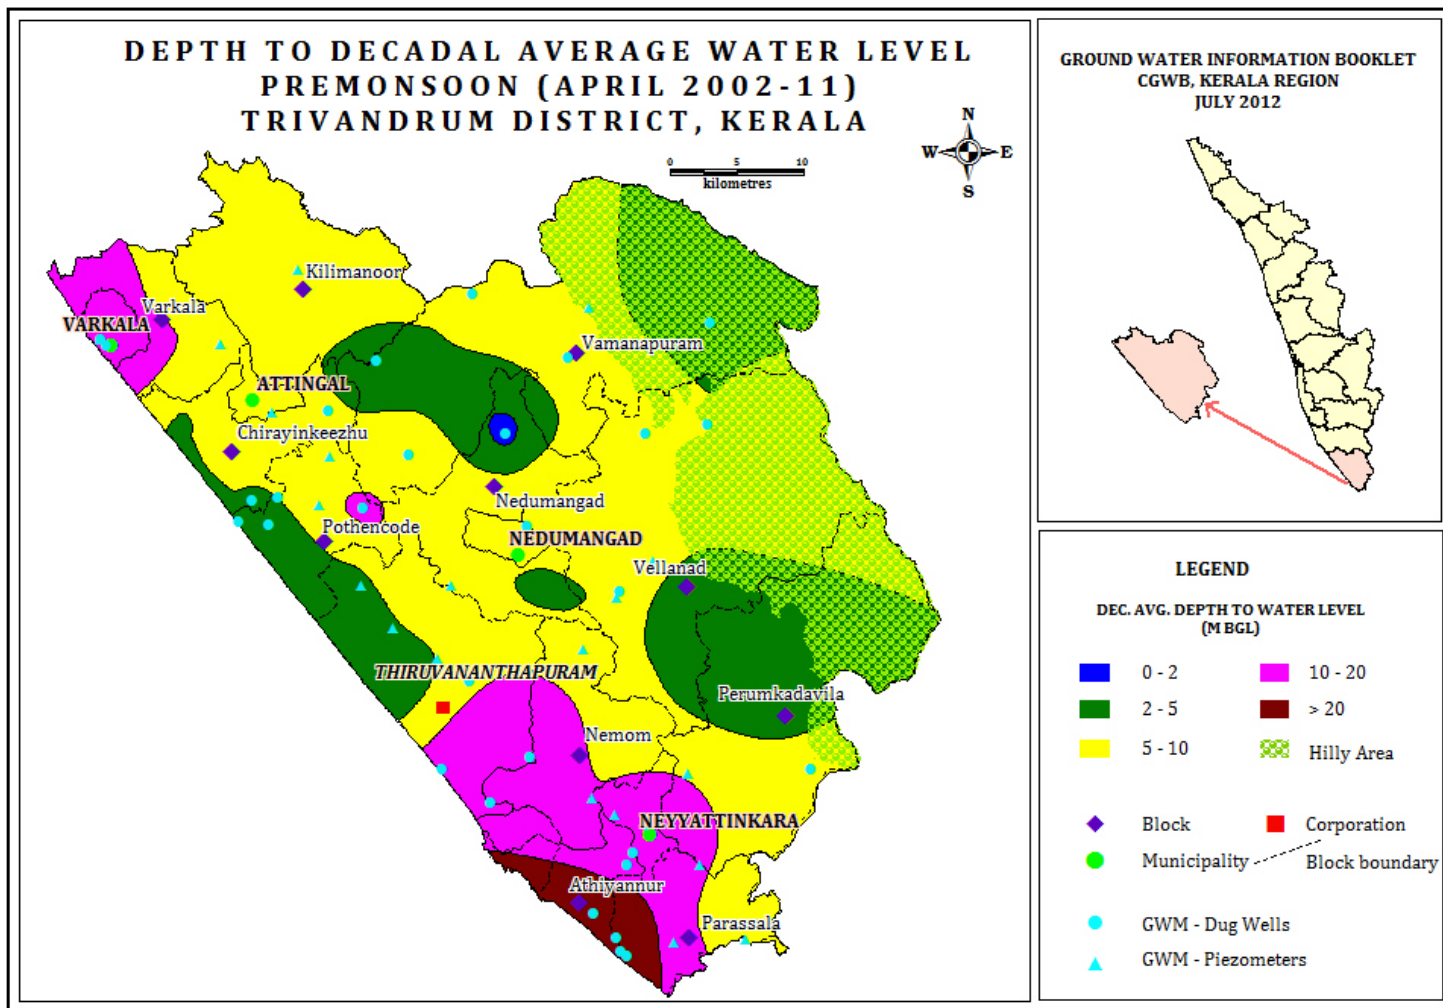 DEPTH TO DECADAL AVERAGE WATER LEVEL
PREMONSOON (APRIL 2002-11)
TRIVANDRUM DISTRICT, KERALA
N
W E
S
0 5 10
kilometres
Kilimanoor
Varkala
VARKALA
Vamanapuram
ATTINGAL
Chirayinkeezhu
Nedumangad
Pothencode
NEDUMANGAD
Vellanad
THIRUVANANTHAPURAM
Perumkadavila
Nemom
NEYYATTINKARA
Athiyannur
Parassala
GROUND WATER INFORMATION BOOKLET
CGWB, KERALA REGION
JULY 2012
LEGEND
DEC. AVG. DEPTH TO WATER LEVEL
(M BGL)
0 - 2
10 - 20
2 - 5
> 20
5 - 10
Hilly Area
Block
Corporation
Municipality
Block boundary
GWM - Dug Wells
GWM - Piezometers